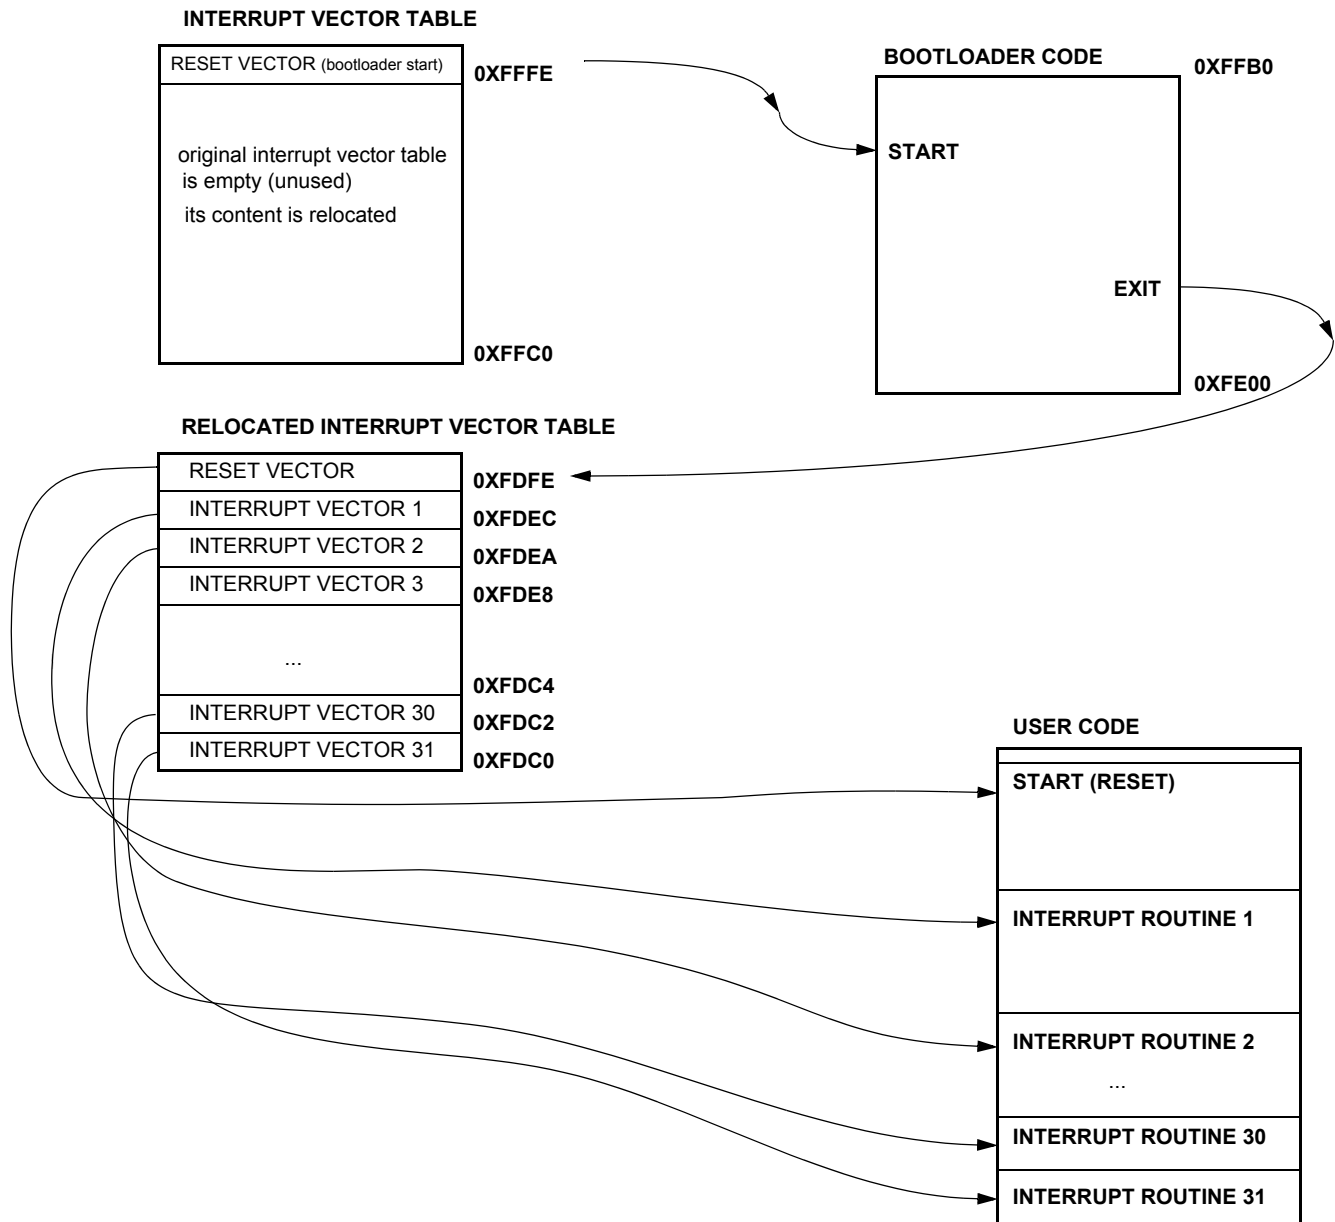 INTERRUPT VECTOR TABLE
RESET VECTOR (bootloader start)
0XFFFE
original interrupt vector table
is empty (unused)
its content is relocated
0XFFC0
BOOTLOADER CODE
0XFFB0
START
EXIT
0XFE00
RELOCATED INTERRUPT VECTOR TABLE
RESET VECTOR
0XFDFE
INTERRUPT VECTOR 1
0XFDEC
INTERRUPT VECTOR 2
0XFDEA
INTERRUPT VECTOR 3
0XFDE8
...
0XFDC4
INTERRUPT VECTOR 30
0XFDC2
INTERRUPT VECTOR 31
0XFDC0
USER CODE
START (RESET)
INTERRUPT ROUTINE 1
INTERRUPT ROUTINE 2
...
INTERRUPT ROUTINE 30
INTERRUPT ROUTINE 31